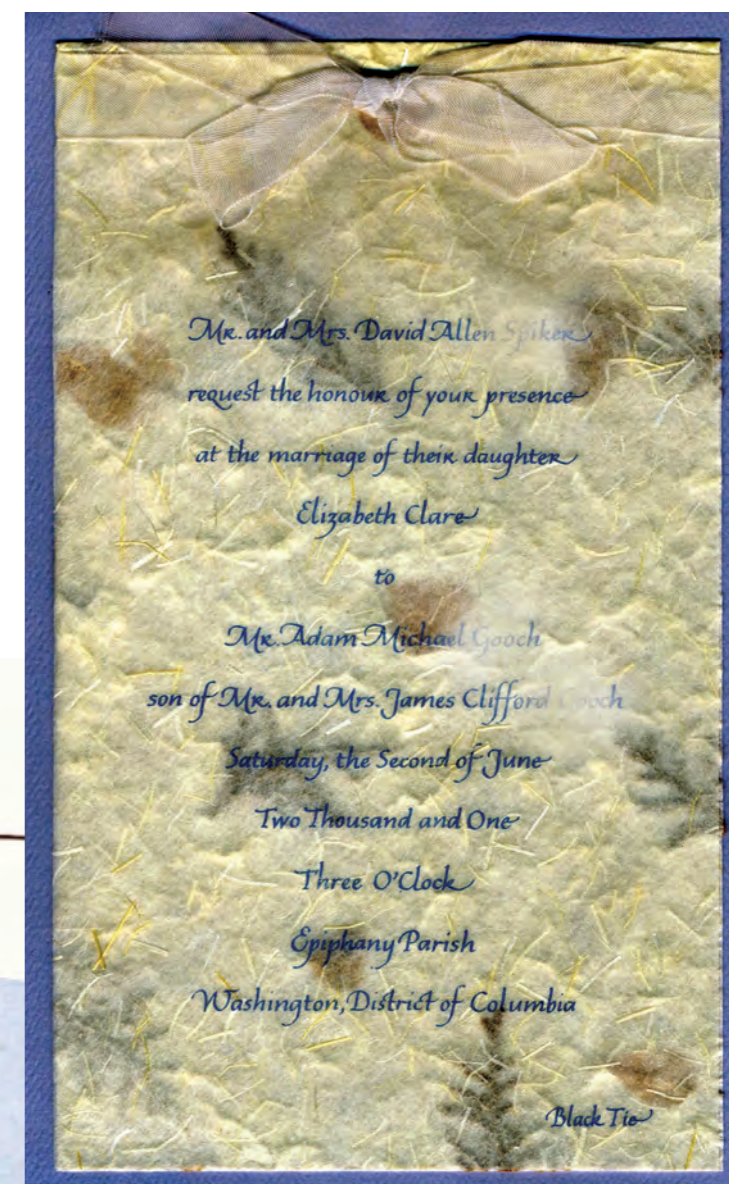 Mr. and Mrs. David Allen Spiker
request the honour of your presence
at the marriage of their daughter
Elizabeth Clare
to
Mr. Adam Michael Gooch
son of Mr. and Mrs. James Clifford Gooch
Saturday, the Second of June
Two Thousand and One
Three O'Clock
Epiphany Parish
Washington, District of Columbia
Black Tie